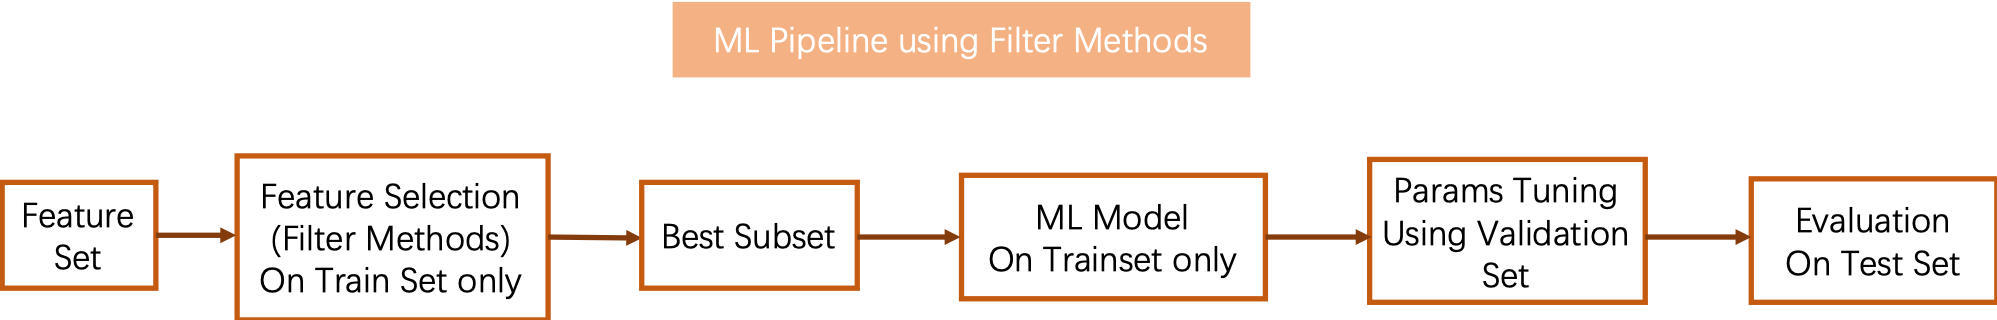 ML Pipeline using Filter Methods
Feature
Set
Feature Selection
(Filter Methods)
On Train Set only
Best Subset
ML Model
On Trainset only
Params Tuning
Using Validation
Set
Evaluation
On Test Set